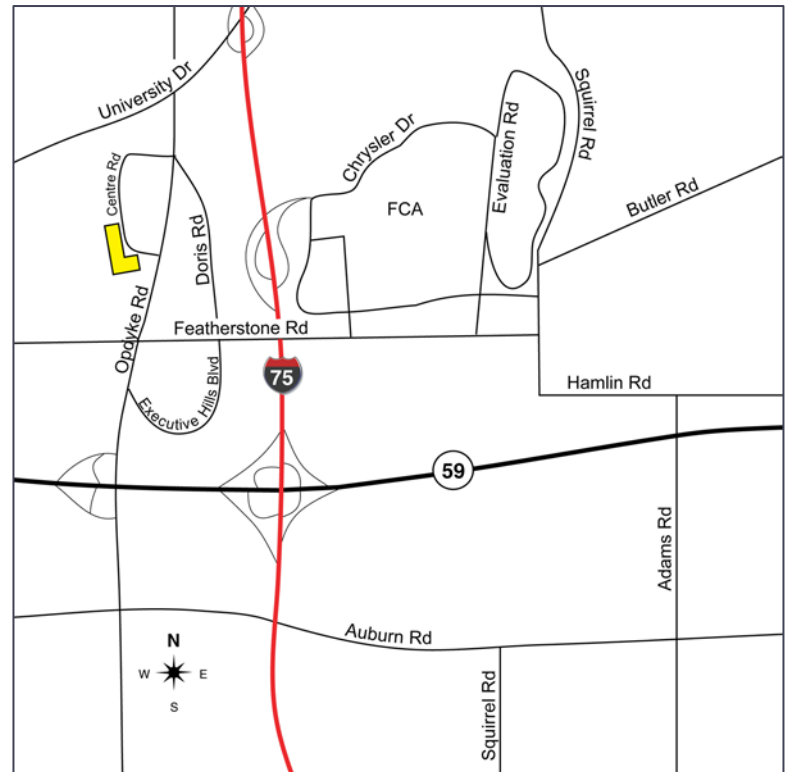 University Dr
Squirrel Rd
Chrysler Dr
Evaluation Rd
Centre Rd
FCA
Butler Rd
Doris Rd
Opdyke Rd
Featherstone Rd
75
Hamlin Rd
Executive Hills Blvd
59
Adams Rd
Auburn Rd
N
W E
S
Squirrel Rd